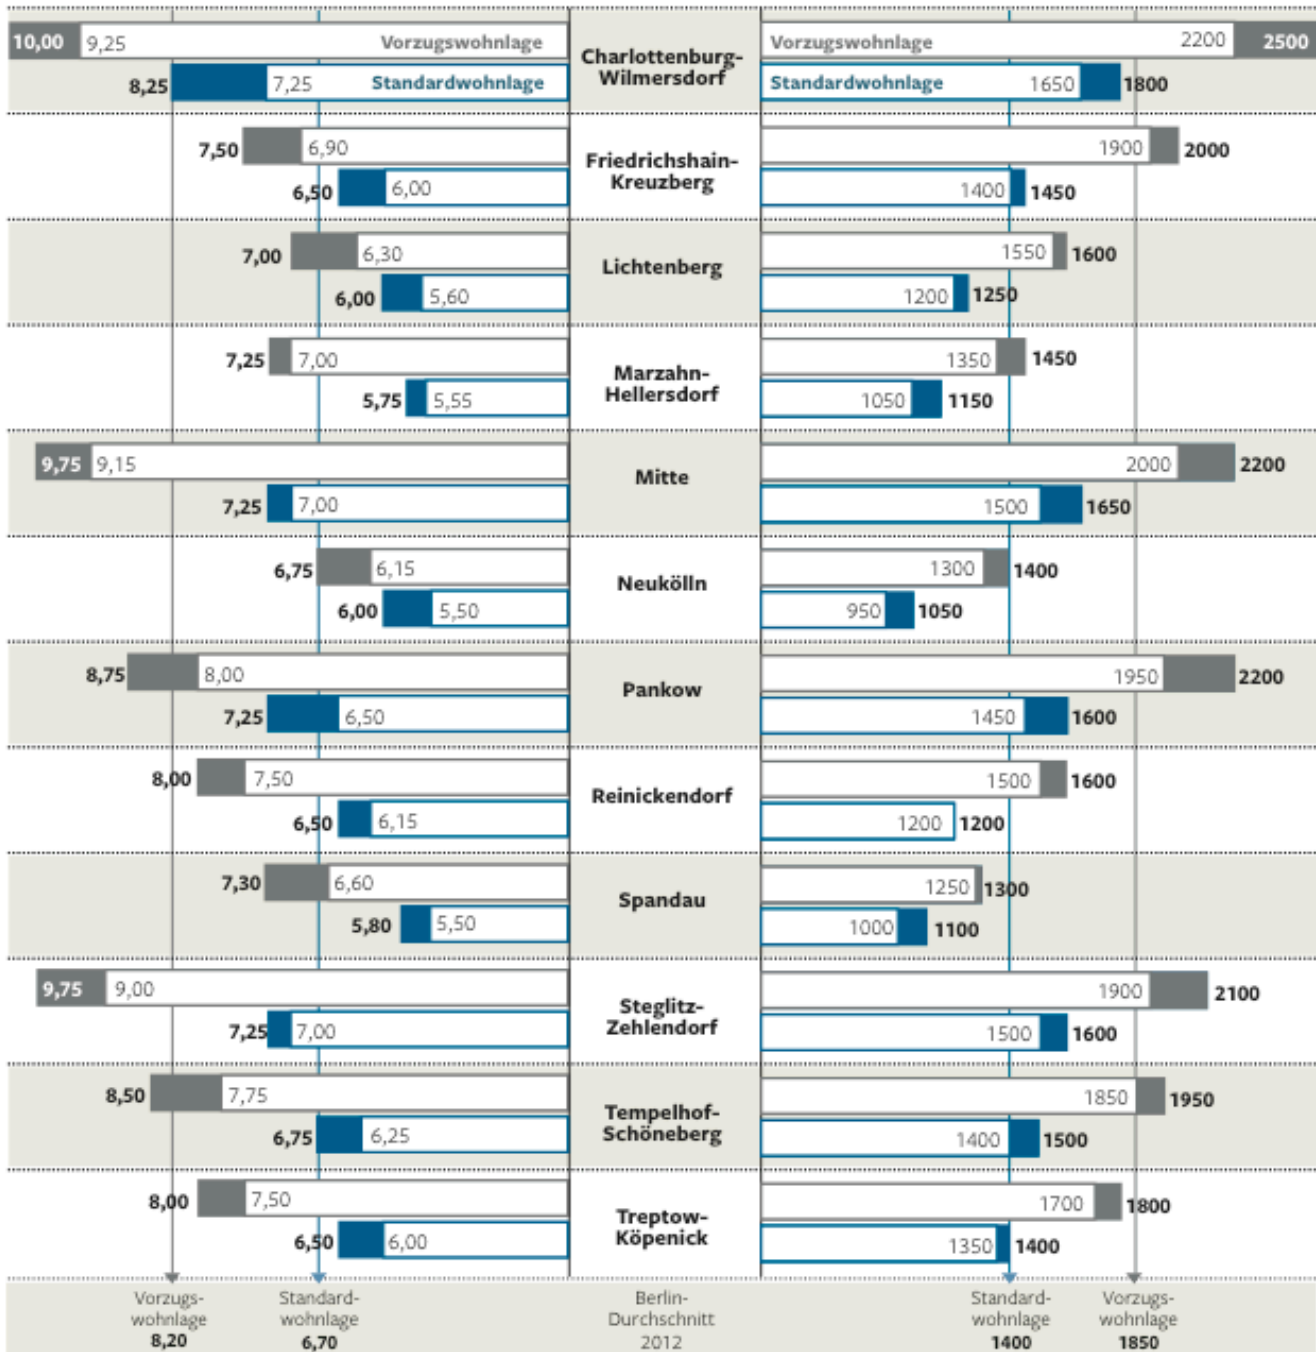 10,00 9,25 Vorzugswohnlage
8,25 7,25 Standardwohnlage
Charlottenburg-
Wilmersdorf
Vorzugswohnlage 2200 2500
Standardwohnlage 1650 1800
7,50 6,90
6,50 6,00
Friedrichshain-
Kreuzberg
1900 2000
1400 1450
7,00 6,30
6,00 5,60
Lichtenberg
1550 1600
1200 1250
7,25 7,00
5,75 5,55
Marzahn-
Hellersdorf
1350 1450
1050 1150
9,75 9,15
7,25 7,00
Mitte
2000 2200
1500 1650
6,75 6,15
6,00 5,50
Neukölln
1300 1400
950 1050
8,75 8,00
7,25 6,50
Pankow
1950 2200
1450 1600
8,00 7,50
6,50 6,15
Reinickendorf
1500 1600
1200 1200
7,30 6,60
5,80 5,50
Spandau
1250 1300
1000 1100
9,75 9,00
7,25 7,00
Steglitz-
Zehlendorf
1900 2100
1500 1600
8,50 7,75
6,75 6,25
Tempelhof-
Schöneberg
1850 1950
1400 1500
8,00 7,50
6,50 6,00
Treptow-
Köpenick
1700 1800
1350 1400
Vorzugs-
wohnlage
8,20
Standard-
wohnlage
6,70
Berlin-
Durchschnitt
2012
Standard-
wohnlage
1400
Vorzugs-
wohnlage
1850